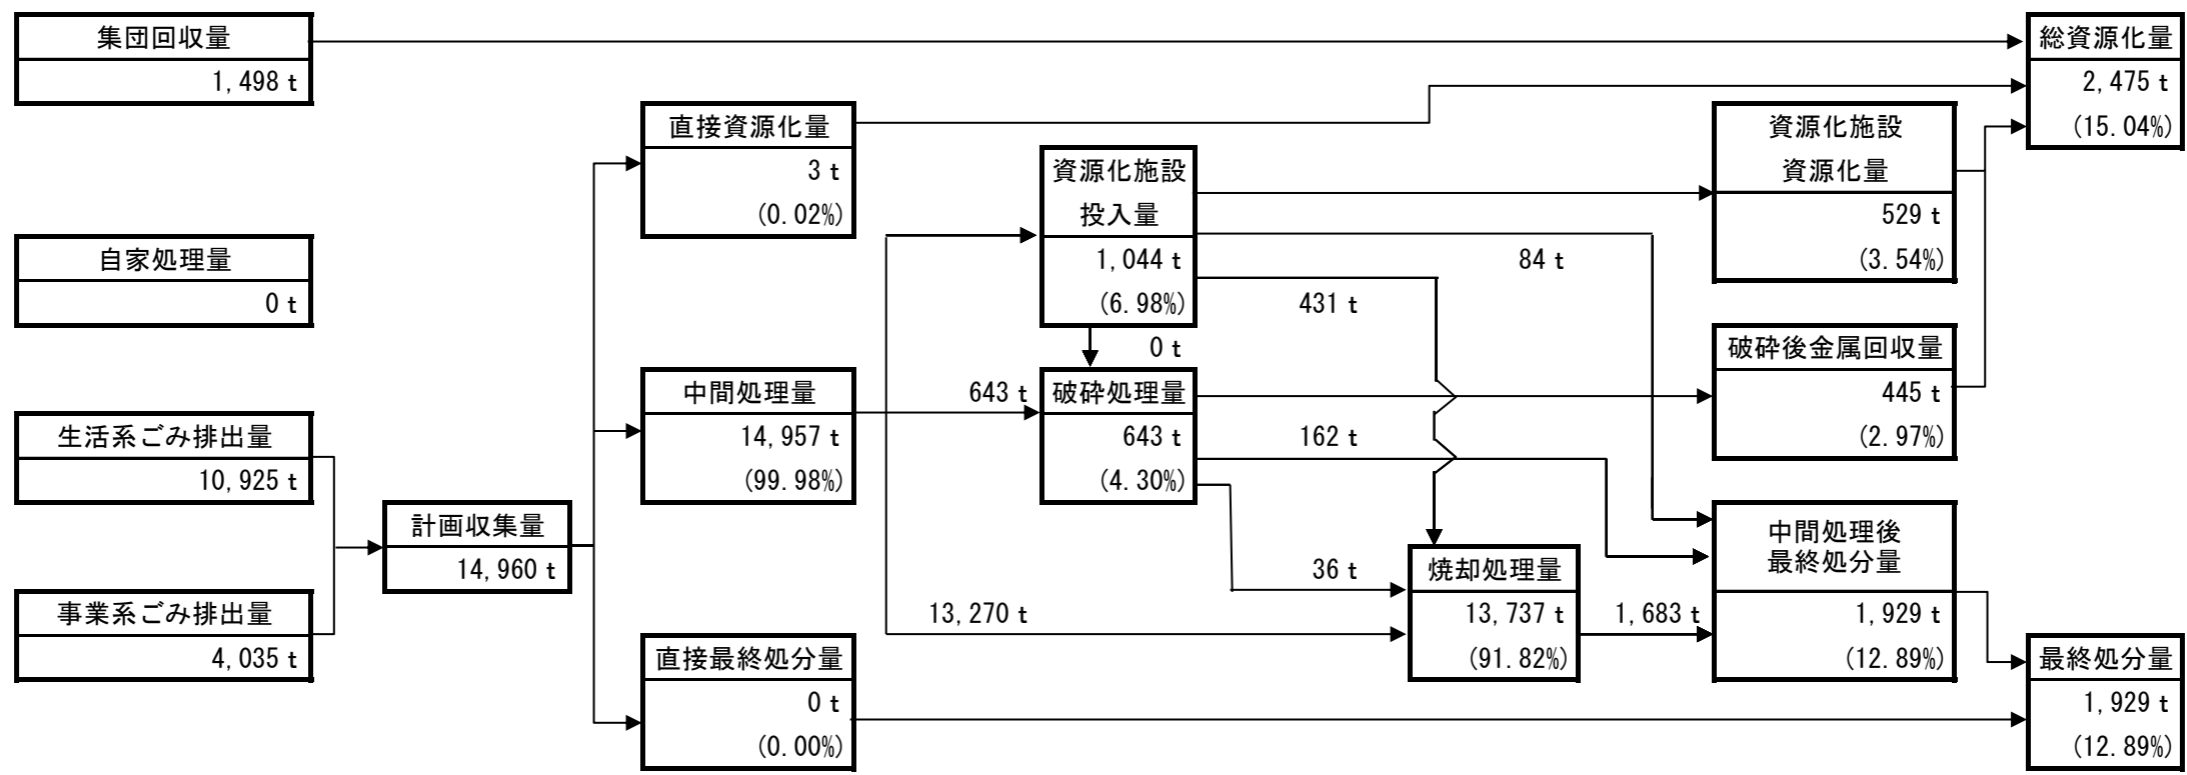 集団回収量
1,498 t
総資源化量
2,475 t
(15.04%)
直接資源化量
3 t
(0.02%)
資源化施設
投入量
1,044 t
(6.98%)
資源化施設
資源化量
529 t
(3.54%)
自家処理量
0 t
84 t
431 t
0 t
破砕後金属回収量
445 t
(2.97%)
中間処理量
14,957 t
(99.98%)
643 t
破砕処理量
643 t
(4.30%)
162 t
生活系ごみ排出量
10,925 t
計画収集量
14,960 t
事業系ごみ排出量
4,035 t
36 t
13,270 t
焼却処理量
13,737 t
(91.82%)
1,683 t
中間処理後
最終処分量
1,929 t
(12.89%)
直接最終処分量
0 t
(0.00%)
最終処分量
1,929 t
(12.89%)